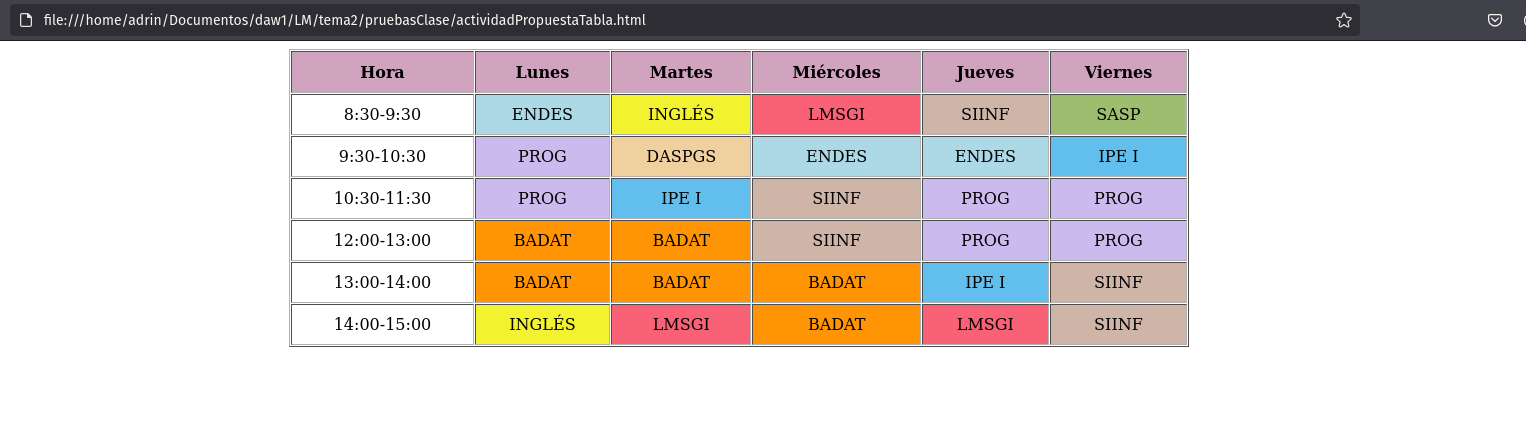 file:///home/adrin/Documentos/daw1/LM/tema2/pruebasClase/actividadPropuestaTabla.html
Hora Lunes Martes Miércoles Jueves Viernes
8:30-9:30 ENDES INGLÉS LMSGI SIINF SASP
9:30-10:30 PROG DASPGS ENDES ENDES IPE I
10:30-11:30 PROG IPE I SIINF PROG PROG
12:00-13:00 BADAT BADAT SIINF PROG PROG
13:00-14:00 BADAT BADAT BADAT IPE I SIINF
14:00-15:00 INGLÉS LMSGI BADAT LMSGI SIINF